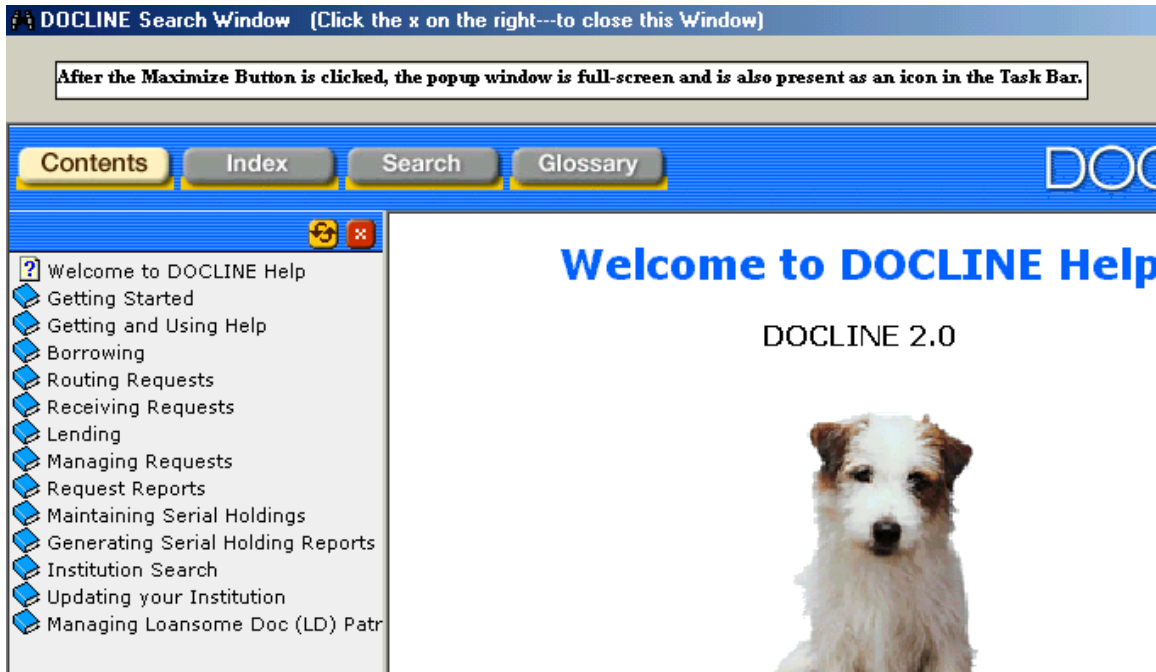 DOCLINE Search Window (Click the x on the right---to close this Window)
After the Maximize Button is clicked, the popup window is full-screen and is also present as an icon in the Task Bar.
Contents Index Search Glossary
DOC
Welcome to DOCLINE Help
Getting Started
Getting and Using Help
Borrowing
Routing Requests
Receiving Requests
Lending
Managing Requests
Request Reports
Maintaining Serial Holdings
Generating Serial Holding Reports
Institution Search
Updating your Institution
Managing Loansome Doc (LD) Patr
Welcome to DOCLINE Help
DOCLINE 2.0